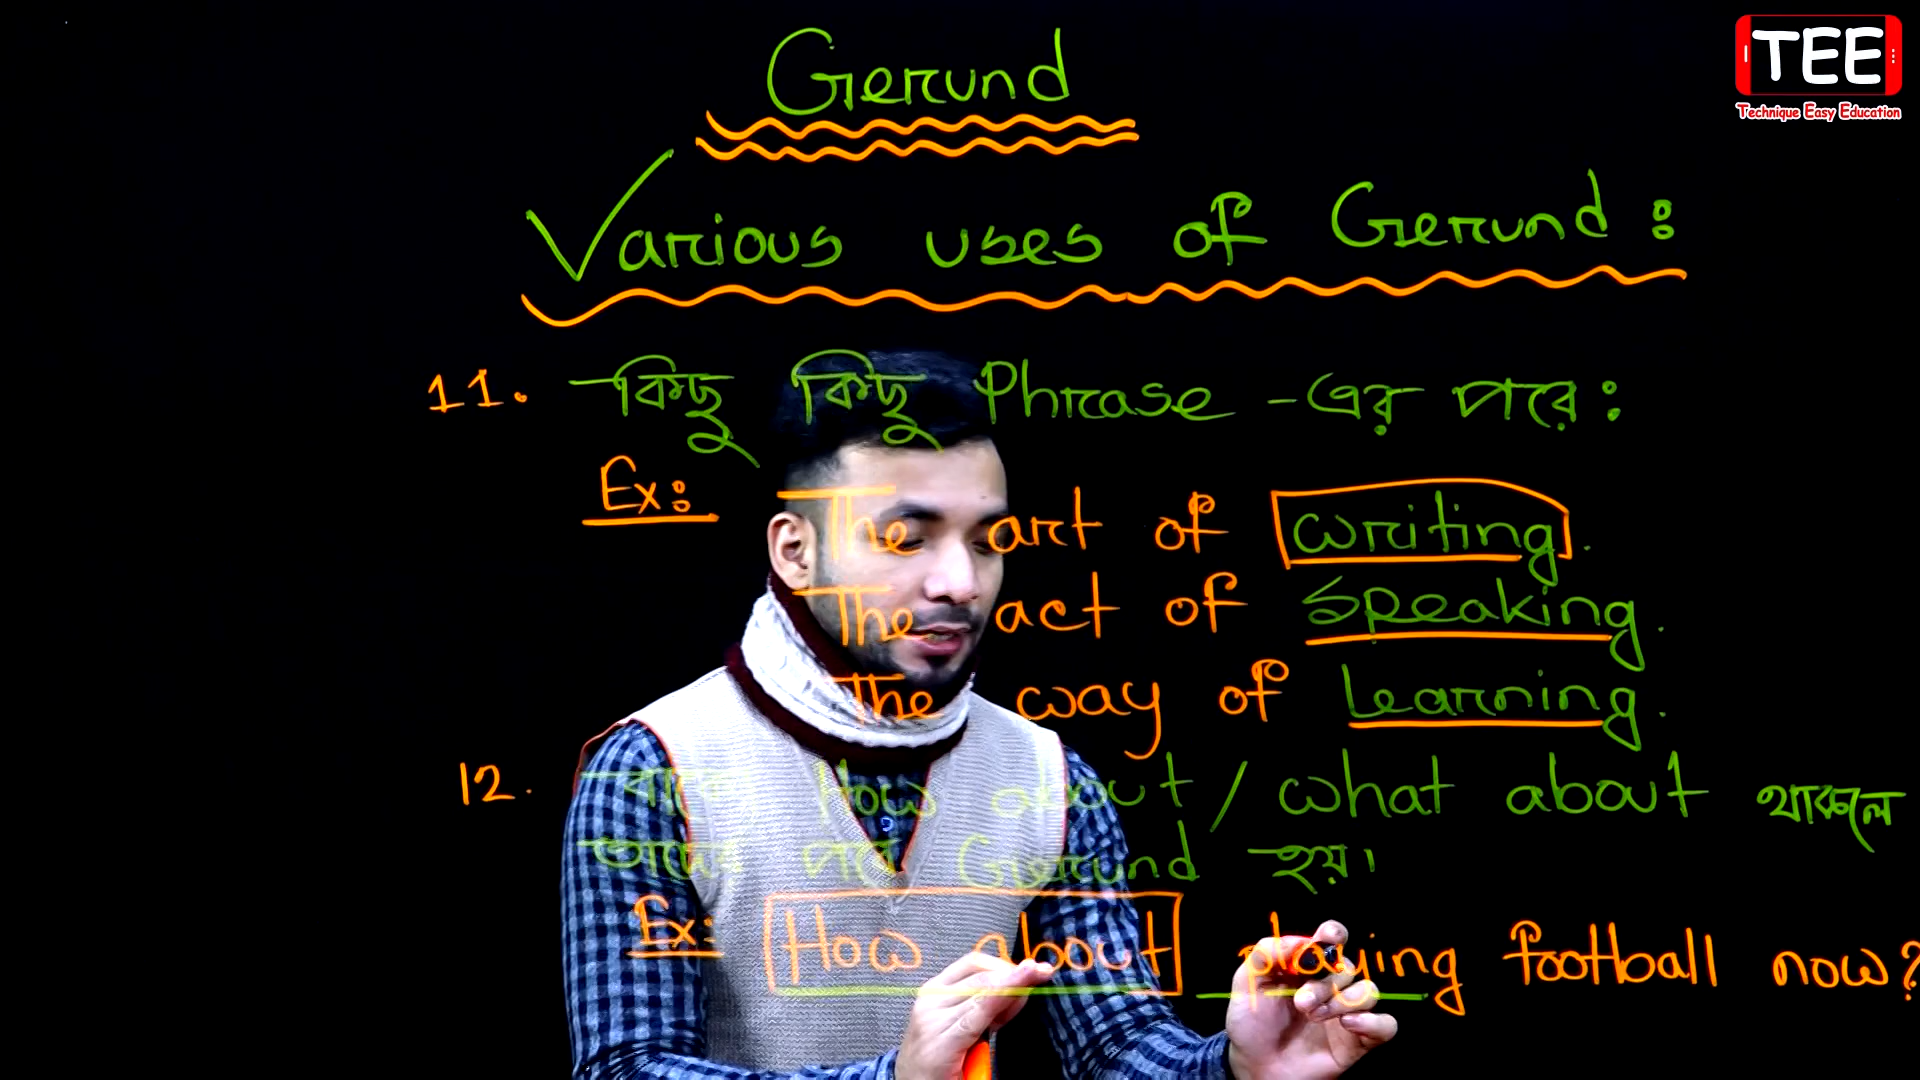 TEE
Technique Easy Education
Gerund
Various uses of Gerund :
11. কিছু কিছু Phrase -এর পরে :
Ex: The art of writing.
The act of speaking.
The way of learning.
12. How about / what about থাকলে
তাদের পরে Gerund হয়।
Ex: How about playing football now?